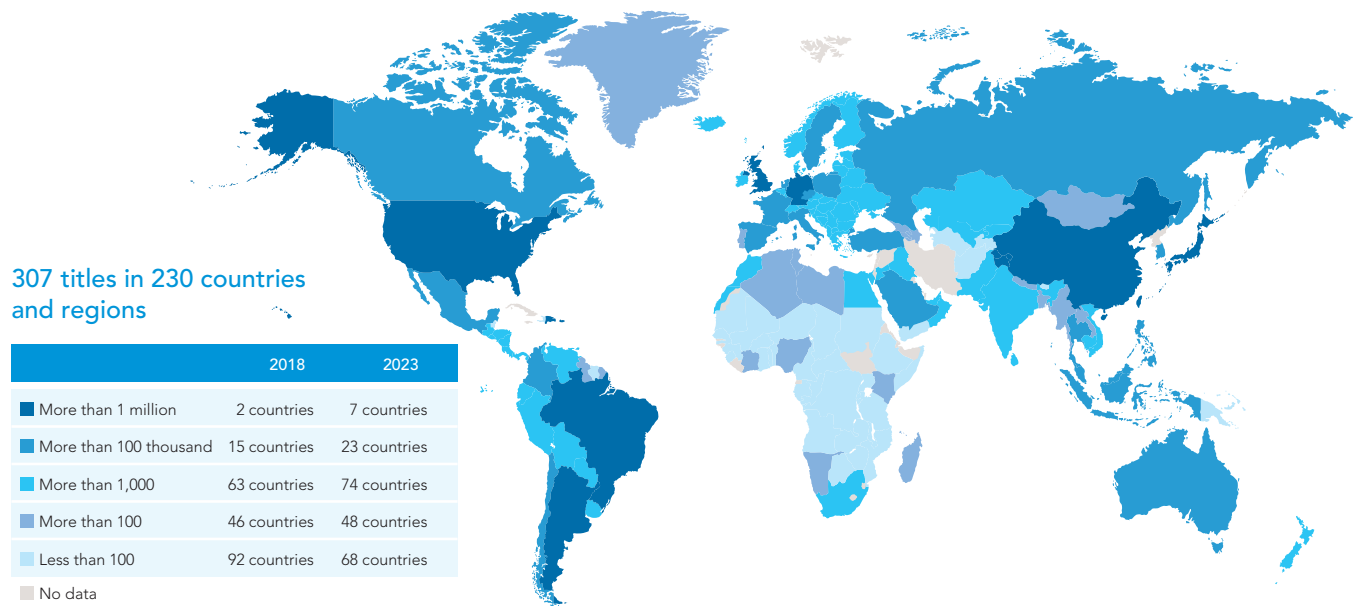 307 titles in 230 countries
and regions
2018 2023
More than 1 million 2 countries 7 countries
More than 100 thousand 15 countries 23 countries
More than 1,000 63 countries 74 countries
More than 100 46 countries 48 countries
Less than 100 92 countries 68 countries
No data